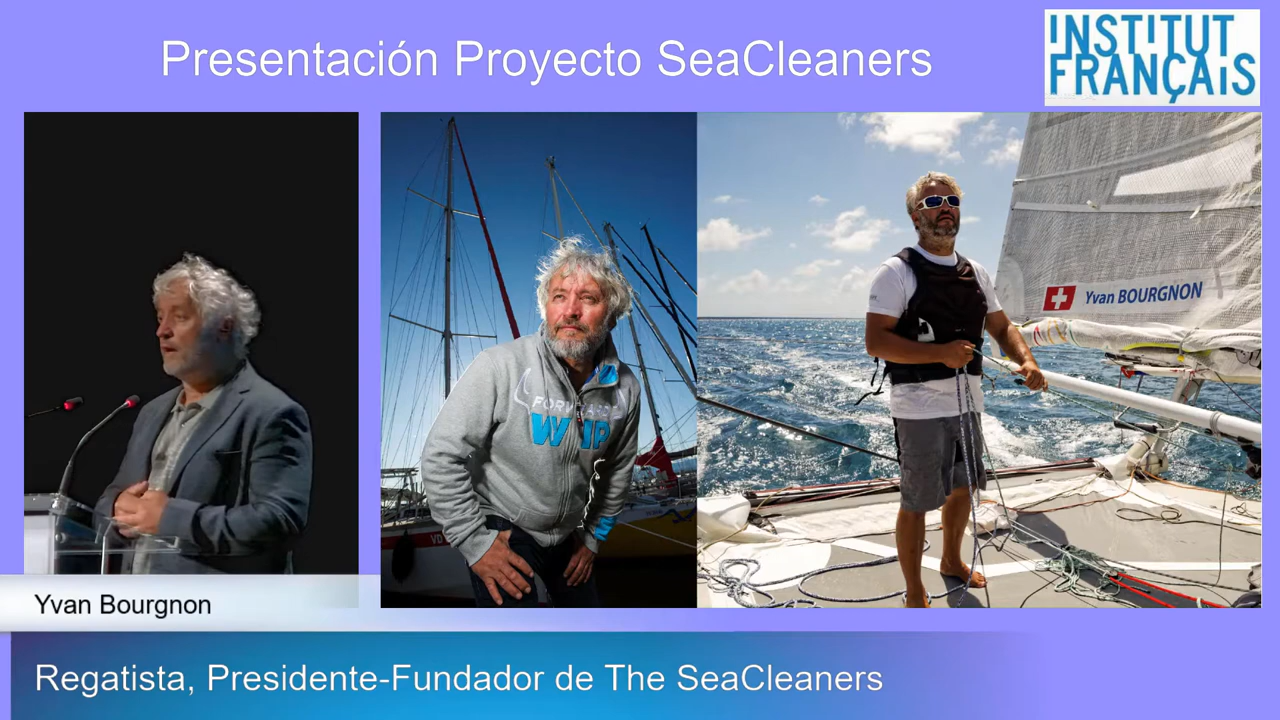 Presentación Proyecto SeaCleaners
INSTITUT
FRANÇAIS
Yvan BOURGNON
Yvan Bourgnon
Regatista, Presidente-Fundador de The SeaCleaners